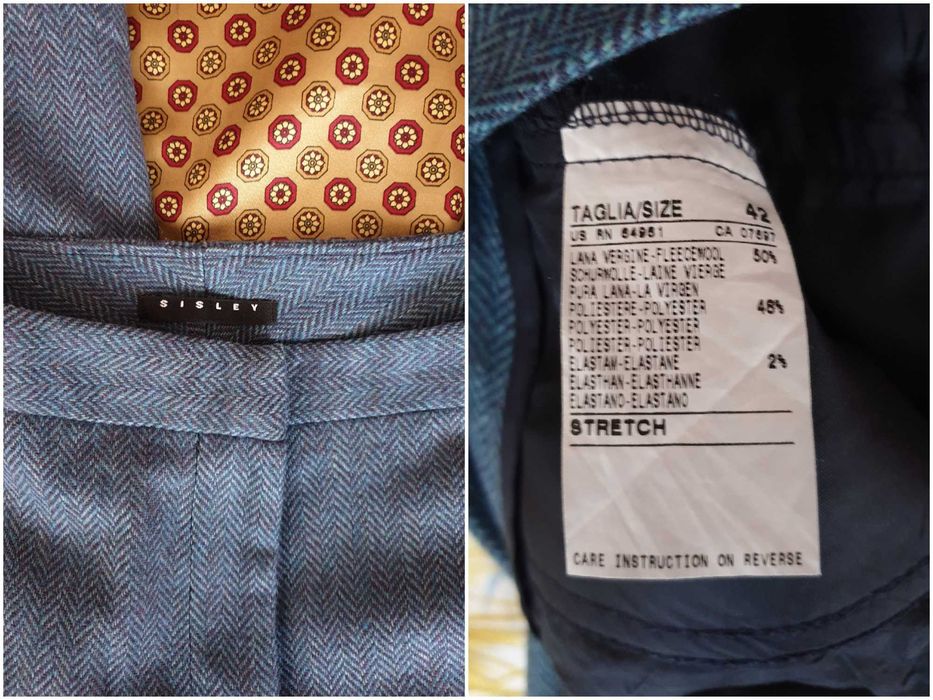 SISLEY
TAGLIA/SIZE 42
US RN 64961 CA 07697
LANA VERGINE-FLEECEWOOL 50%
SCHURWOLLE-LAINE VIERGE
PURA LANA-LA VIRGEN
POLIESTERE-POLYESTER 48%
POLYESTER-POLYESTER
POLIESTER-POLIESTER
ELASTAM-ELASTANE 2%
ELASTHAN-ELASTHANNE
ELASTANO-ELASTANO
STRETCH
CARE INSTRUCTION ON REVERSE